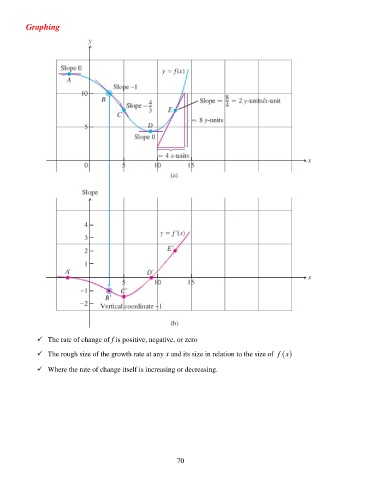 Graphing
y
Slope 0
A
y = f(x)
Slope –1
10
B
Slope – 4/3
Slope = 8/4 = 2 y-units/x-unit
C
E
≈ 8 y-units
5
D
Slope 0
≈ 4 x-units
0 5 10 15 x
(a)
Slope
4
3
y = f'(x)
2
E'
1
A'
D'
5 10 15 x
–1
C'
B'
–2
Vertical coordinate –1
(b)
✓ The rate of change of f is positive, negative, or zero
✓ The rough size of the growth rate at any x and its size in relation to the size of f(x)
✓ Where the rate of change itself is increasing or decreasing.
70